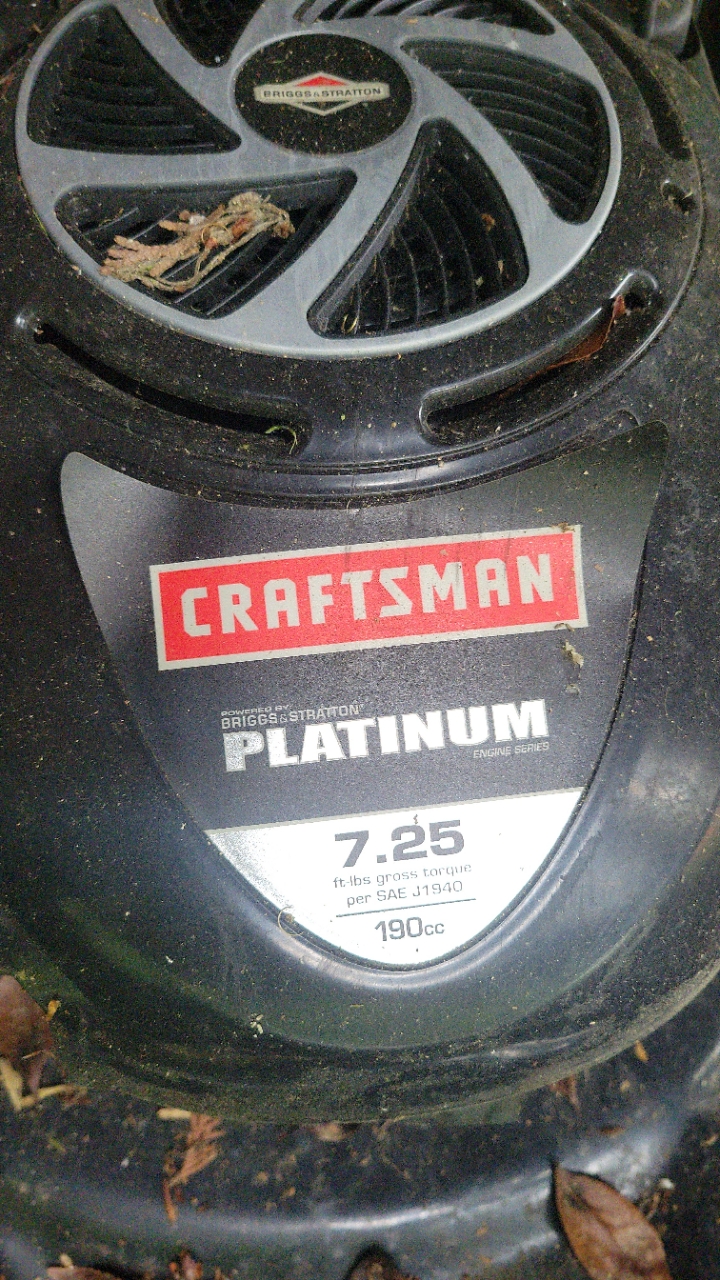 BRIGGS&STRATTON
CRAFTSMAN
POWERED BY
BRIGGS&STRATTON®
PLATINUM
ENGINE SERIES
7.25
ft-lbs gross torque
per SAE J1940
190cc